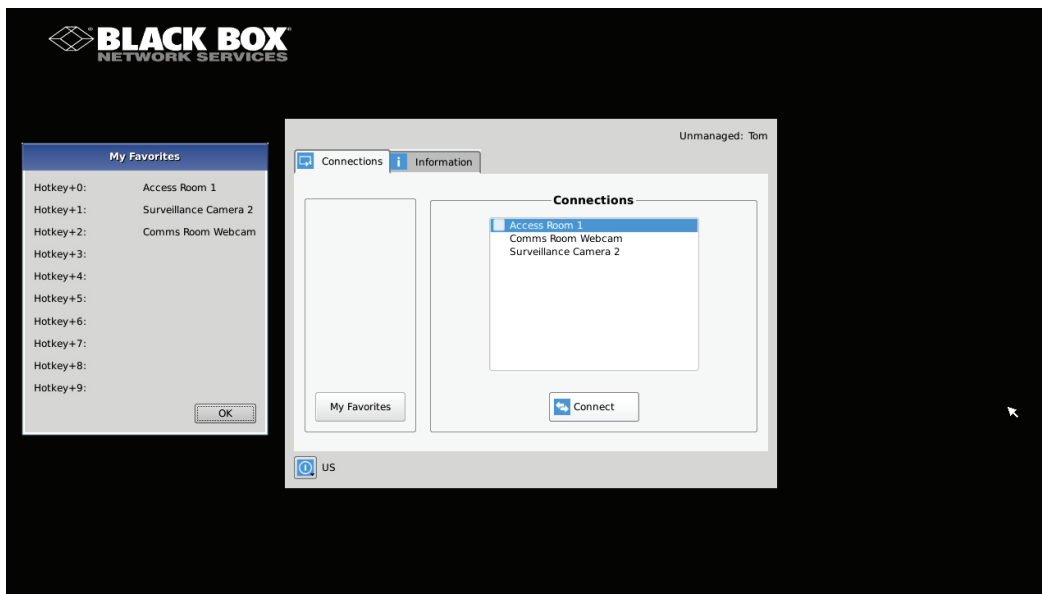 BLACK BOX
NETWORK SERVICES
My Favorites
Hotkey+0: Access Room 1
Hotkey+1: Surveillance Camera 2
Hotkey+2: Comms Room Webcam
Hotkey+3:
Hotkey+4:
Hotkey+5:
Hotkey+6:
Hotkey+7:
Hotkey+8:
Hotkey+9:
OK
Unmanaged: Tom
Connections
Information
Connections
Access Room 1
Comms Room Webcam
Surveillance Camera 2
My Favorites
Connect
US